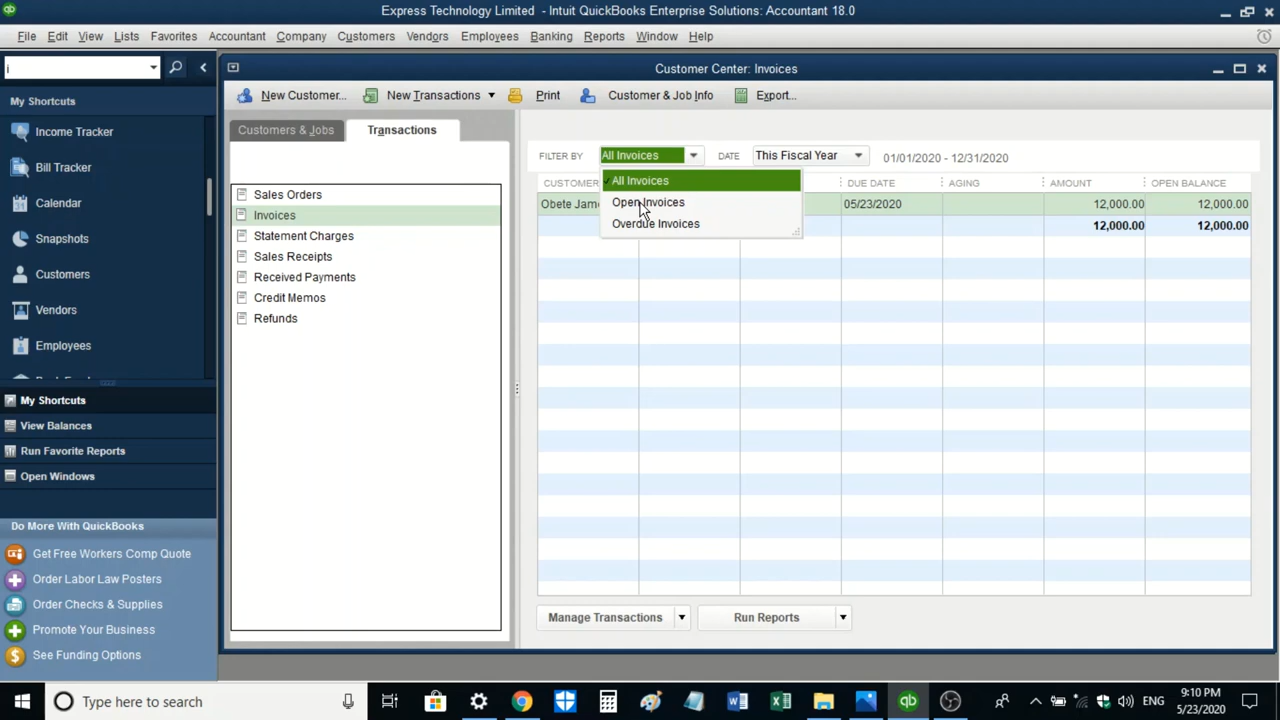 Express Technology Limited - Intuit QuickBooks Enterprise Solutions: Accountant 18.0
File Edit View Lists Favorites Accountant Company Customers Vendors Employees Banking Reports Window Help
i
Customer Center: Invoices
My Shortcuts
Income Tracker
Bill Tracker
Calendar
Snapshots
Customers
Vendors
Employees
My Shortcuts
View Balances
Run Favorite Reports
Open Windows
Do More With QuickBooks
Get Free Workers Comp Quote
Order Labor Law Posters
Order Checks & Supplies
Promote Your Business
See Funding Options
New Customer... New Transactions Print Customer & Job Info Export...
Customers & Jobs Transactions
Sales Orders
Invoices
Statement Charges
Sales Receipts
Received Payments
Credit Memos
Refunds
FILTER BY All Invoices DATE This Fiscal Year 01/01/2020 - 12/31/2020
All Invoices
Open Invoices
Overdue Invoices
CUSTOMER DUE DATE AGING AMOUNT OPEN BALANCE
Obete Jam 05/23/2020 12,000.00 12,000.00
12,000.00 12,000.00
Manage Transactions Run Reports
Type here to search
ENG
9:10 PM
5/23/2020